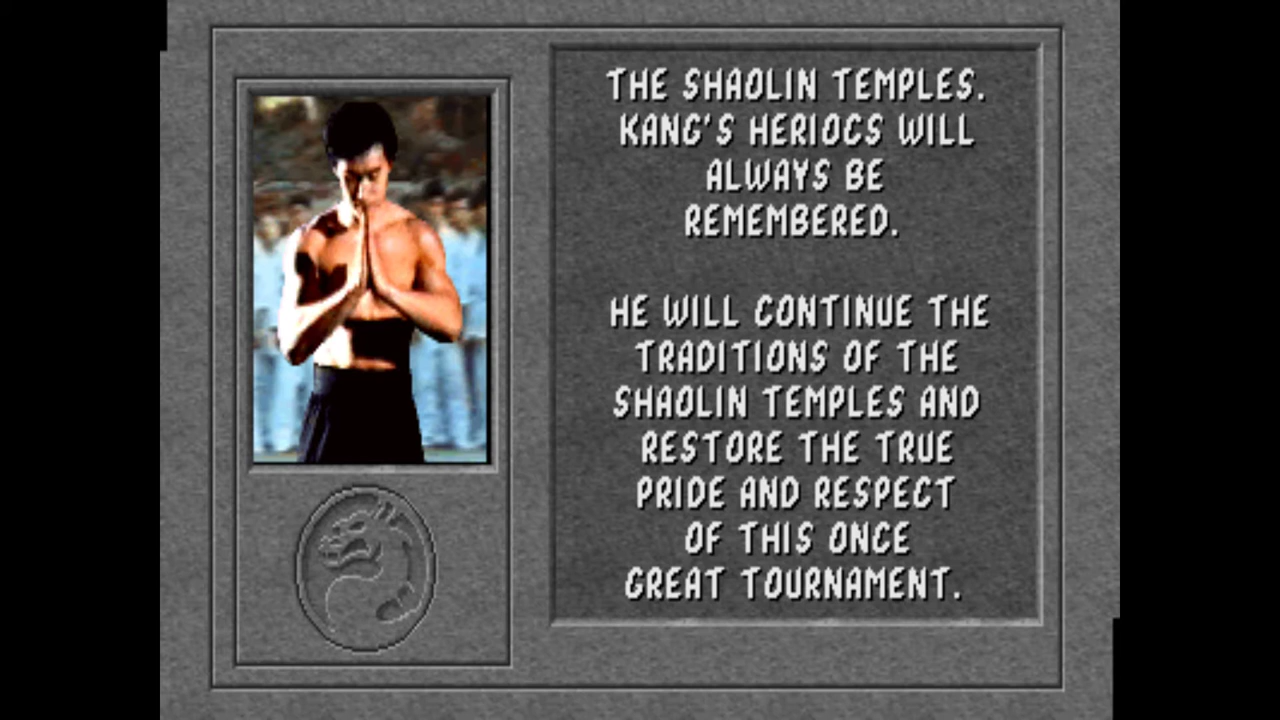 THE SHAOLIN TEMPLES.
KANG'S HERIOCS WILL
ALWAYS BE
REMEMBERED.
HE WILL CONTINUE THE
TRADITIONS OF THE
SHAOLIN TEMPLES AND
RESTORE THE TRUE
PRIDE AND RESPECT
OF THIS ONCE
GREAT TOURNAMENT.